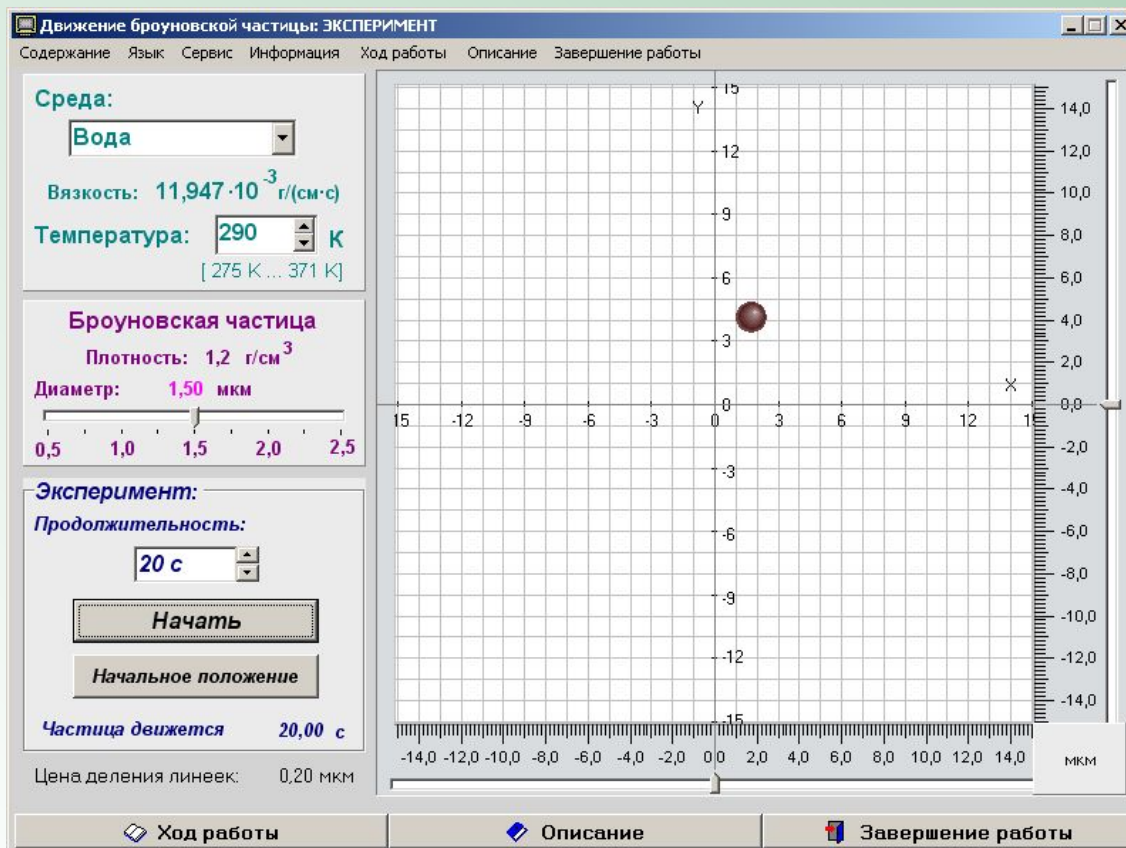 Движение броуновской частицы: ЭКСПЕРИМЕНТ
Содержание Язык Сервис Информация Ход работы Описание Завершение работы
Среда:
Вода
Вязкость: 11,947·10⁻³ г/(см·с)
Температура: 290 К
[ 275 К ... 371 К]
Броуновская частица
Плотность: 1,2 г/см³
Диаметр: 1,50 мкм
0,5 1,0 1,5 2,0 2,5
Эксперимент:
Продолжительность:
20 с
Начать
Начальное положение
Частица движется 20,00 с
Цена деления линеек: 0,20 мкм
Y
15
12
9
6
3
0
-3
-6
-9
-12
-15
X
15 -12 -9 -6 -3 0 3 6 9 12 15
14,0
12,0
10,0
8,0
6,0
4,0
2,0
0,0
-2,0
-4,0
-6,0
-8,0
-10,0
-12,0
-14,0
-14,0 -12,0 -10,0 -8,0 -6,0 -4,0 -2,0 0,0 2,0 4,0 6,0 8,0 10,0 12,0 14,0
мкм
Ход работы Описание Завершение работы